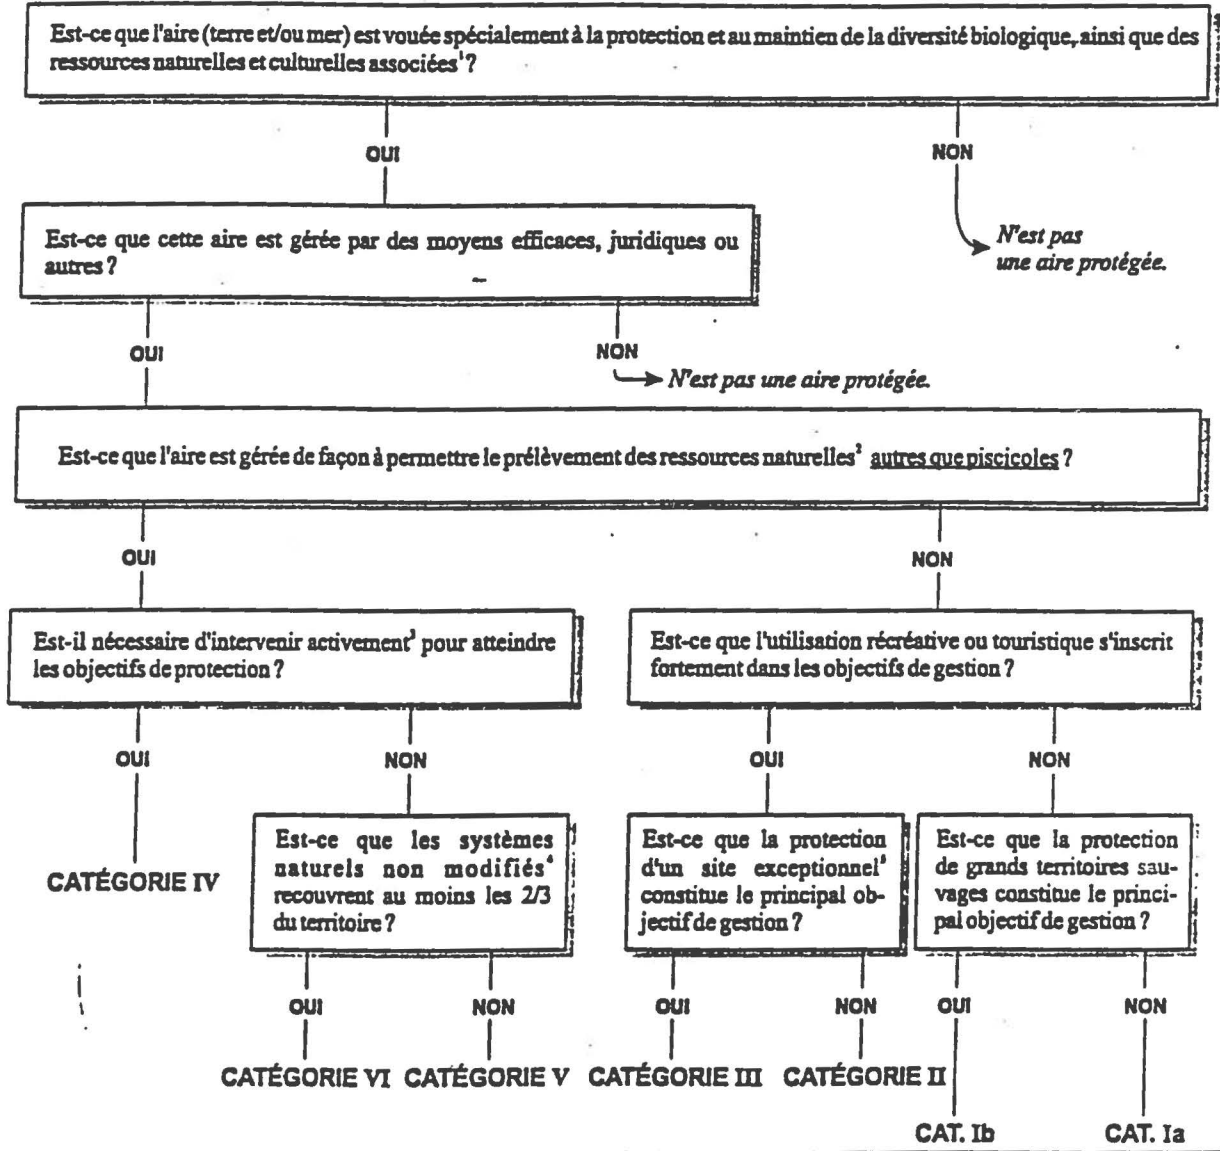 Est-ce que l'aire (terre et/ou mer) est vouée spécialement à la protection et au maintien de la diversité biologique, ainsi que des
ressources naturelles et culturelles associées¹ ?
OUI
NON
Est-ce que cette aire est gérée par des moyens efficaces, juridiques ou
autres ?
N'est pas
une aire protégée.
OUI
NON
N'est pas une aire protégée.
Est-ce que l'aire est gérée de façon à permettre le prélèvement des ressources naturelles² autres que piscicoles ?
OUI
NON
Est-il nécessaire d'intervenir activement³ pour atteindre
les objectifs de protection ?
Est-ce que l'utilisation récréative ou touristique s'inscrit
fortement dans les objectifs de gestion ?
OUI
NON
OUI
NON
CATÉGORIE IV
Est-ce que les systèmes
naturels non modifiés⁴
recouvrent au moins les 2/3
du territoire ?
Est-ce que la protection
d'un site exceptionnel⁵
constitue le principal ob-
jectif de gestion ?
Est-ce que la protection
de grands territoires sau-
vages constitue le princi-
pal objectif de gestion ?
OUI
NON
OUI
NON
OUI
NON
CATÉGORIE VI
CATÉGORIE V
CATÉGORIE III
CATÉGORIE II
CAT. Ib
CAT. Ia